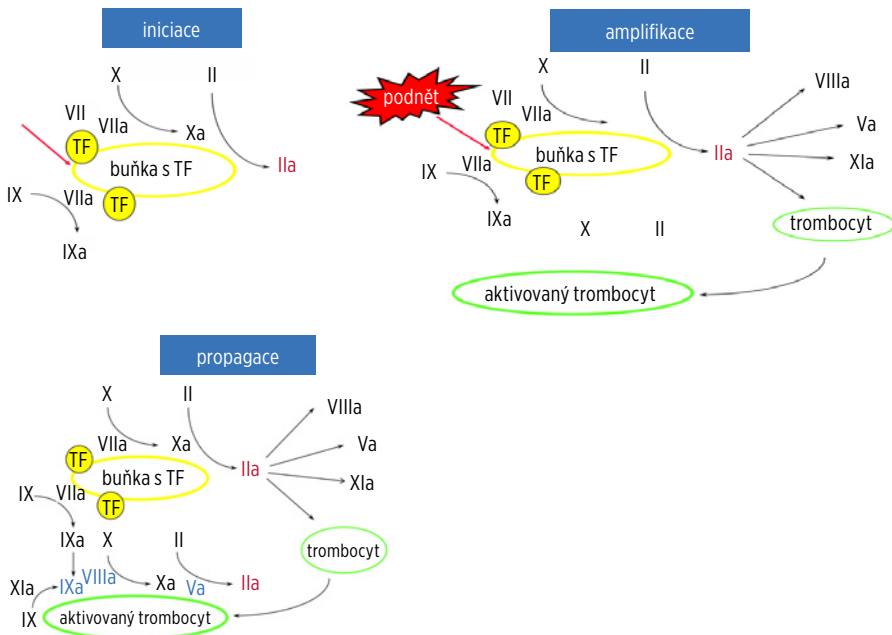 iniciace
X
II
VII
VIIa
Xa
TF
buňka s TF
IIa
IX
VIIa
TF
IXa
amplifikace
podnět
X
II
VIIIa
VII
VIIa
Va
TF
buňka s TF
IIa
XIa
IX
VIIa
TF
IXa
X
II
trombocyt
aktivovaný trombocyt
propagace
X
II
VIIIa
VIIa
Xa
Va
TF
buňka s TF
IIa
XIa
IX
VIIa
TF
IXa
X
II
trombocyt
XIa
IXa
VIIIa
Xa
Va
IIa
IX
aktivovaný trombocyt